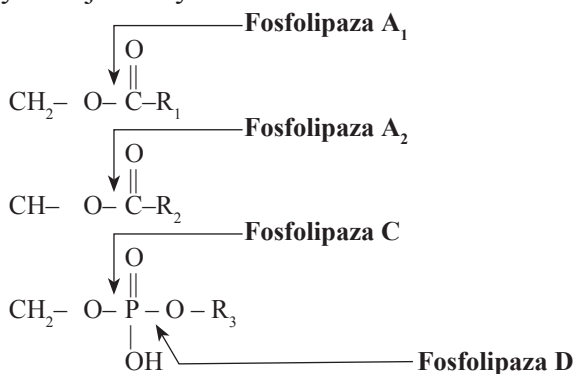 Fosfolipaza A₁
O
CH₂– O– C–R₁
Fosfolipaza A₂
O
CH– O– C–R₂
Fosfolipaza C
O
CH₂– O– P – O – R₃
OH
Fosfolipaza D